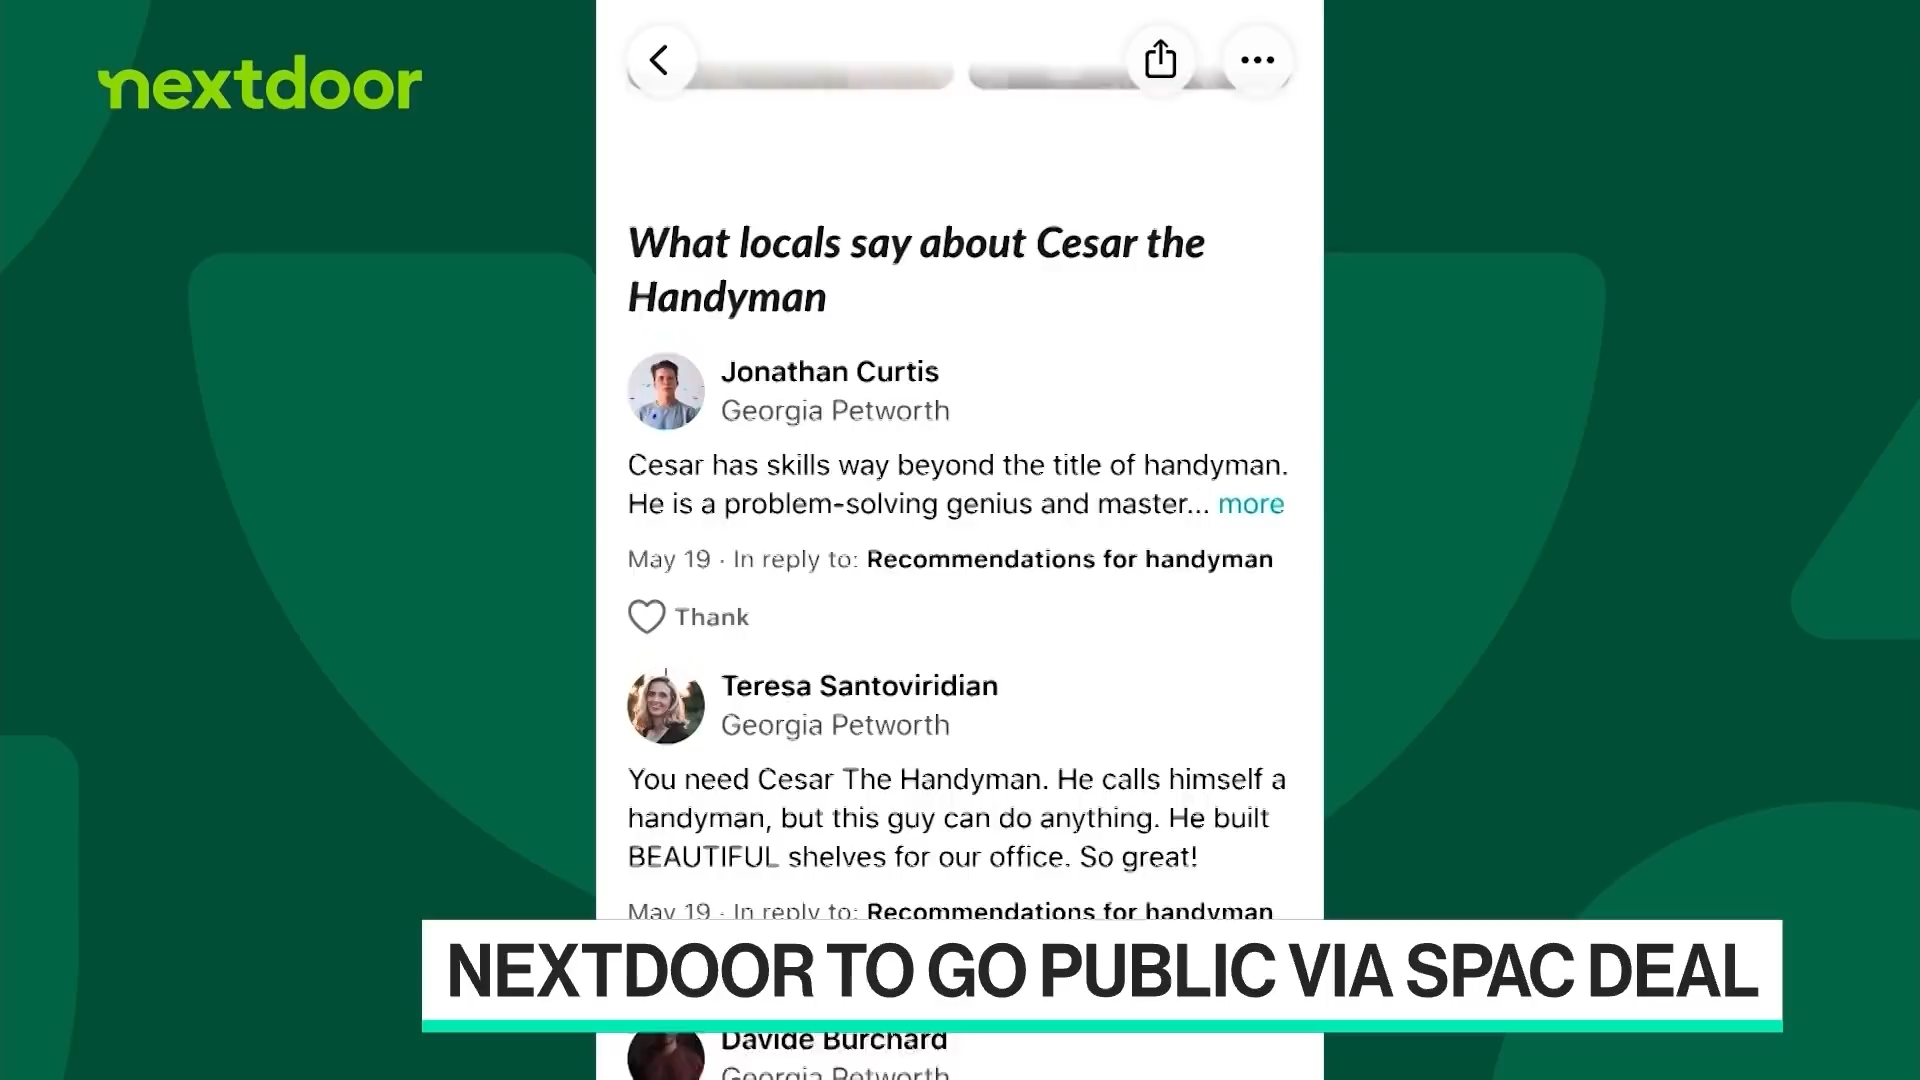 nextdoor
What locals say about Cesar the
Handyman
Jonathan Curtis
Georgia Petworth
Cesar has skills way beyond the title of handyman.
He is a problem-solving genius and master... more
May 19 · In reply to: Recommendations for handyman
Thank
Teresa Santoviridian
Georgia Petworth
You need Cesar The Handyman. He calls himself a
handyman, but this guy can do anything. He built
BEAUTIFUL shelves for our office. So great!
May 19 · In reply to: Recommendations for handyman
NEXTDOOR TO GO PUBLIC VIA SPAC DEAL
Davide Burchard
Georgia Petworth